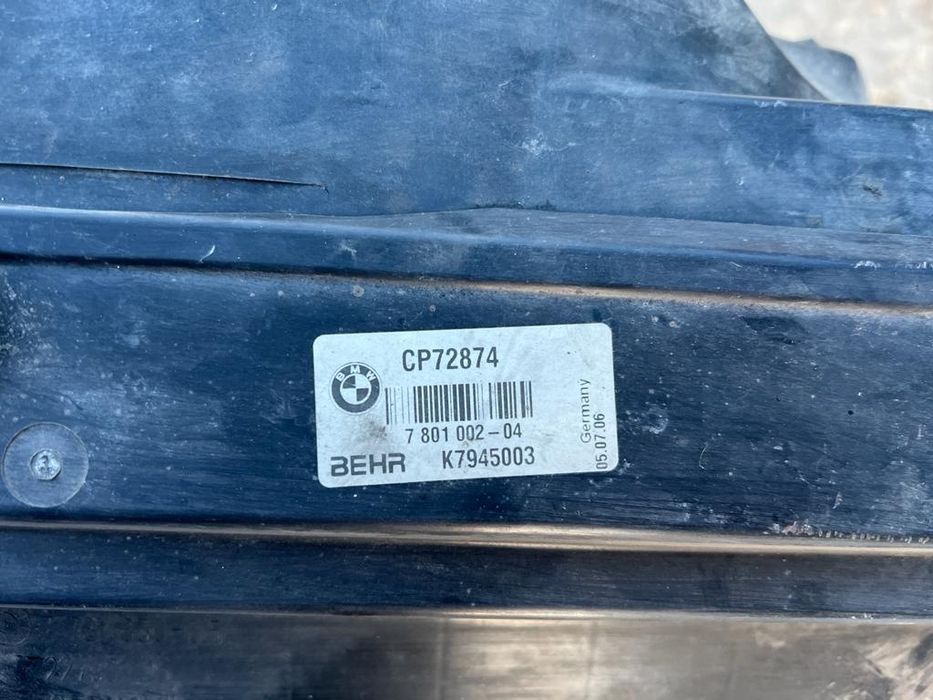 CP72874
BMW
7 801 002-04
BEHR K7945003
Germany
05.07.06